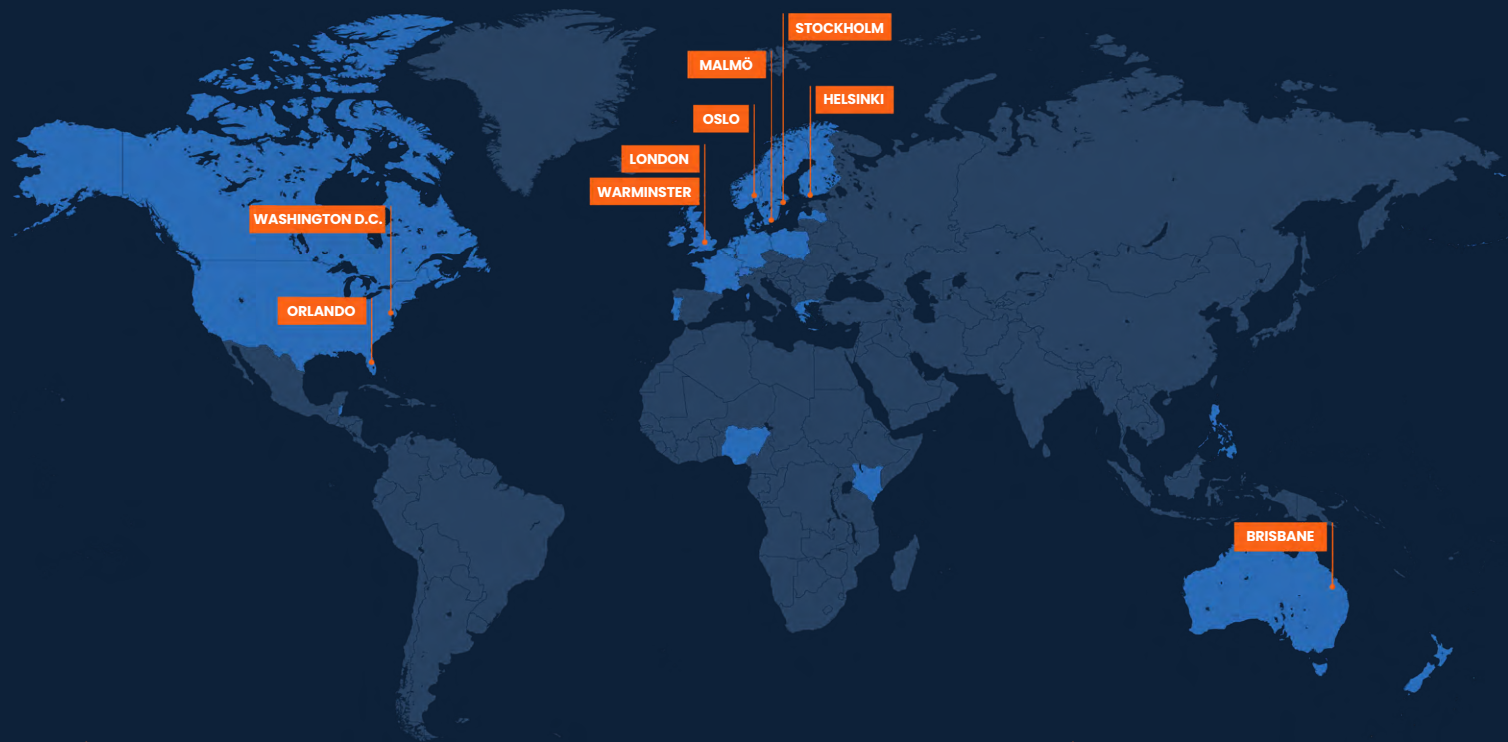 STOCKHOLM
MALMÖ
HELSINKI
OSLO
LONDON
WARMINSTER
WASHINGTON D.C.
ORLANDO
BRISBANE